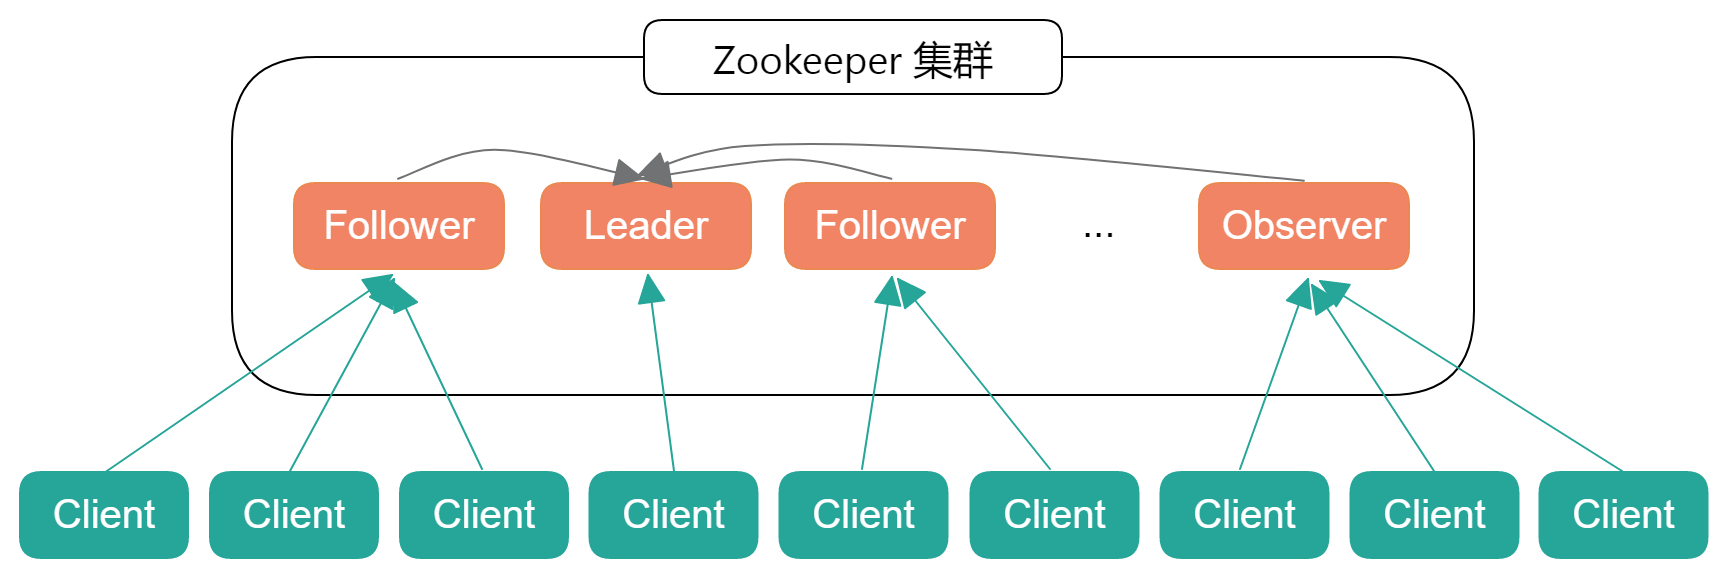 Zookeeper 集群
Follower
Leader
Follower
...
Observer
Client
Client
Client
Client
Client
Client
Client
Client
Client